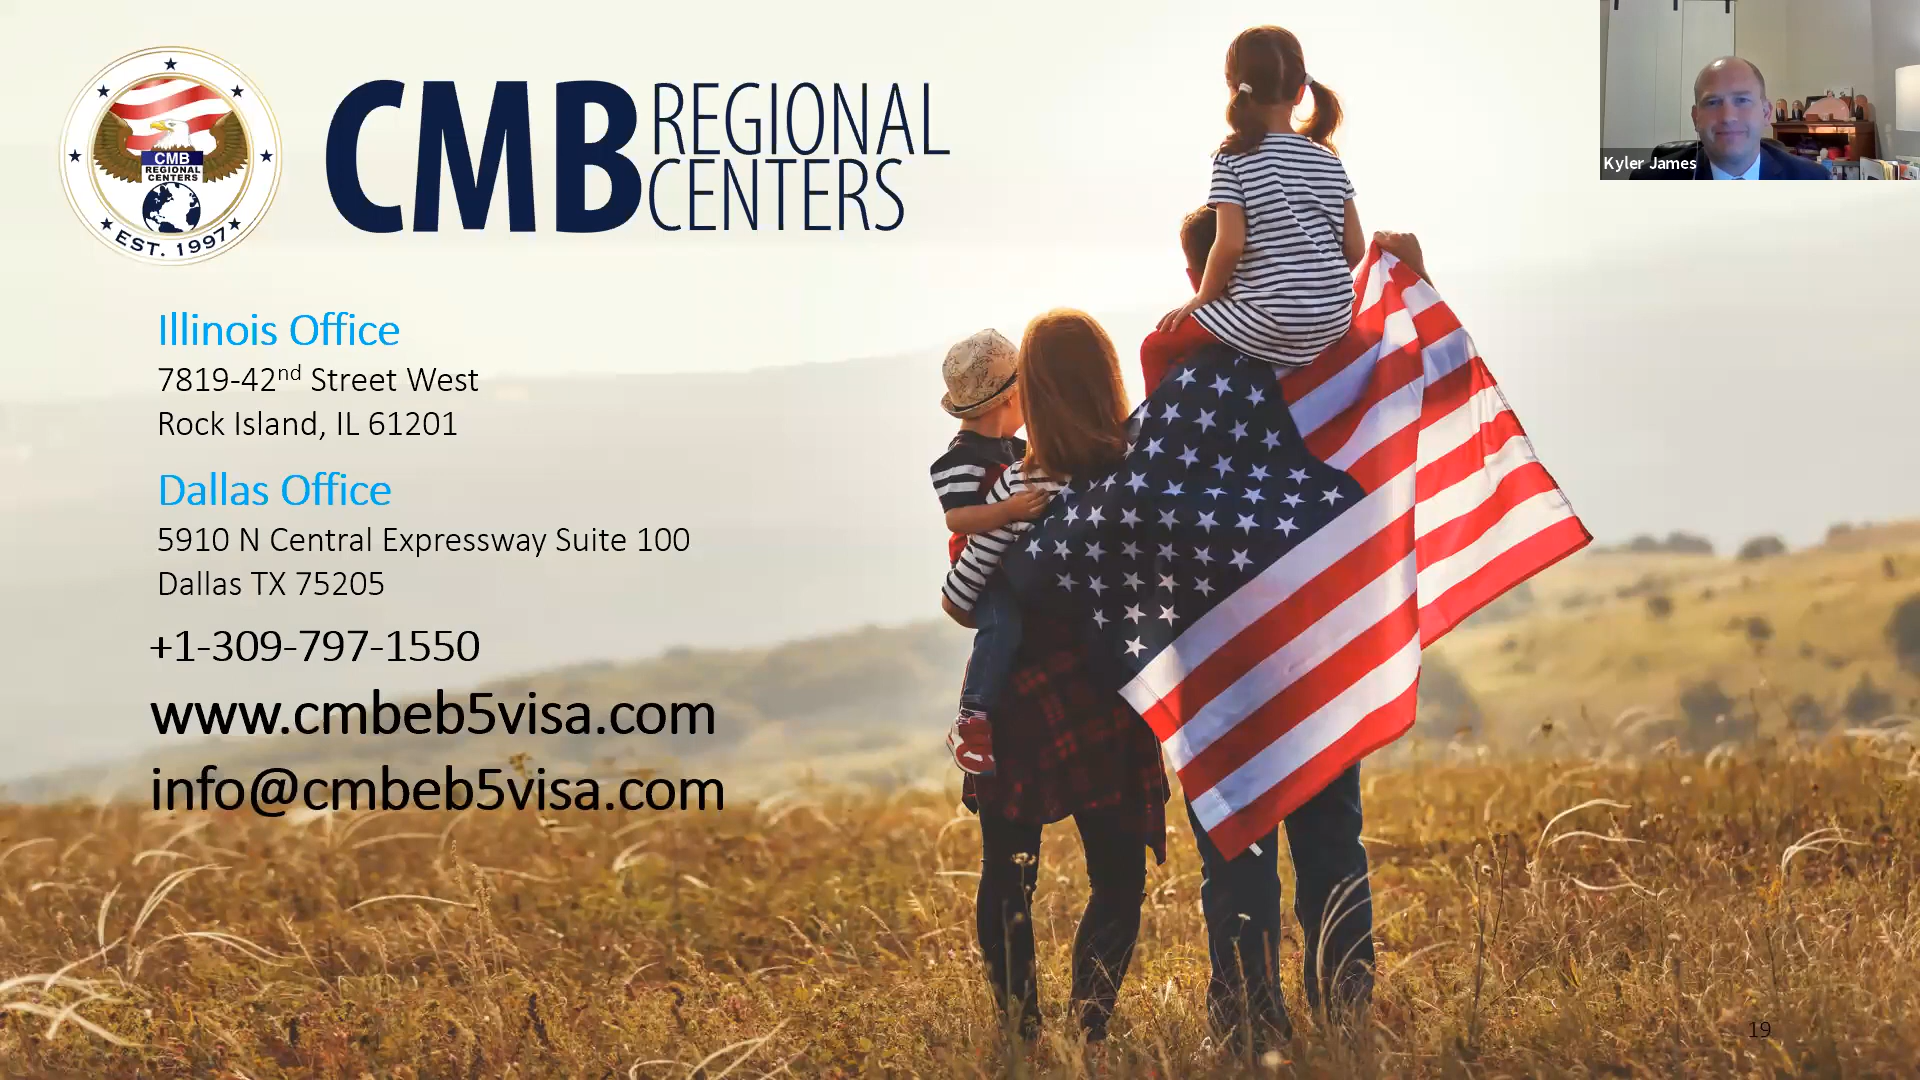 CMB
REGIONAL
CENTERS
EST. 1997
CMB REGIONAL
CENTERS
Kyler James
Illinois Office
7819-42nd Street West
Rock Island, IL 61201
Dallas Office
5910 N Central Expressway Suite 100
Dallas TX 75205
+1-309-797-1550
www.cmbeb5visa.com
info@cmbeb5visa.com
19